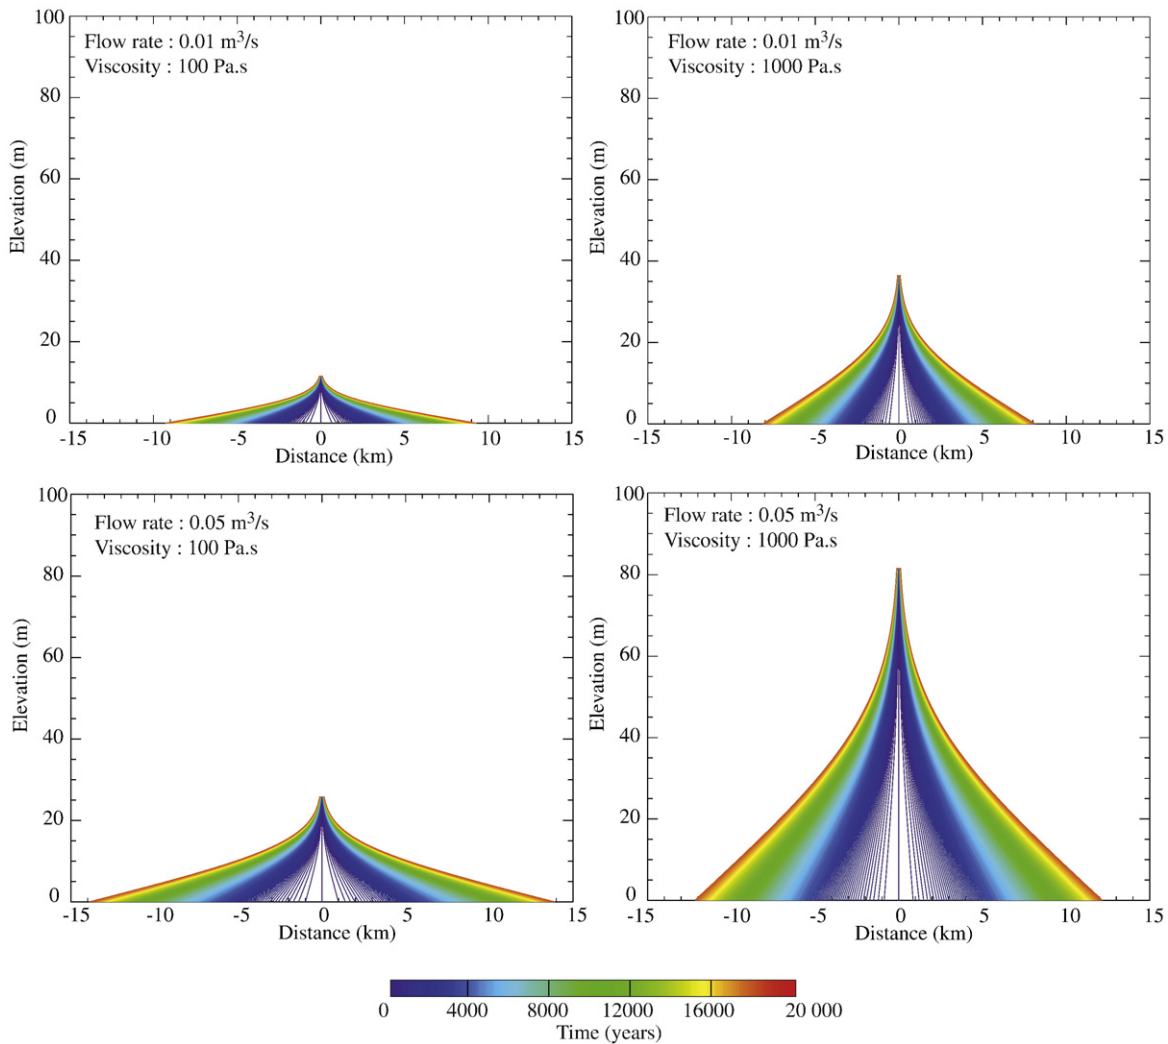 100
Flow rate : 0.01 m³/s
Viscosity : 100 Pa.s
80
60
Elevation (m)
40
20
0
-15 -10 -5 0 5 10 15
Distance (km)
100
Flow rate : 0.01 m³/s
Viscosity : 1000 Pa.s
80
60
Elevation (m)
40
20
0
-15 -10 -5 0 5 10 15
Distance (km)
100
Flow rate : 0.05 m³/s
Viscosity : 100 Pa.s
80
60
Elevation (m)
40
20
0
-15 -10 -5 0 5 10 15
Distance (km)
100
Flow rate : 0.05 m³/s
Viscosity : 1000 Pa.s
80
60
Elevation (m)
40
20
0
-15 -10 -5 0 5 10 15
Distance (km)
0 4000 8000 12000 16000 20 000
Time (years)